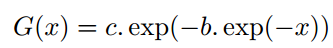 G(x) = c. exp(−b. exp(−x))